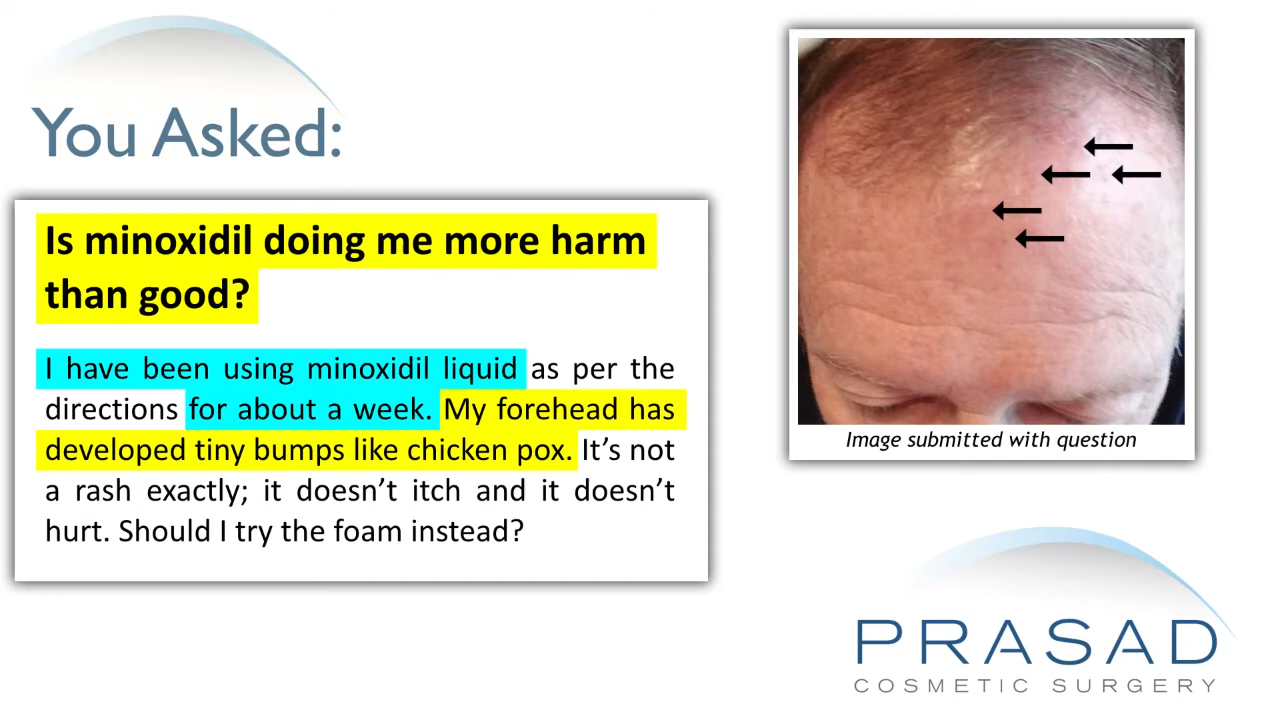 You Asked:
Is minoxidil doing me more harm
than good?
I have been using minoxidil liquid as per the
directions for about a week. My forehead has
developed tiny bumps like chicken pox. It’s not
a rash exactly; it doesn’t itch and it doesn’t
hurt. Should I try the foam instead?
Image submitted with question
PRASAD
COSMETIC SURGERY